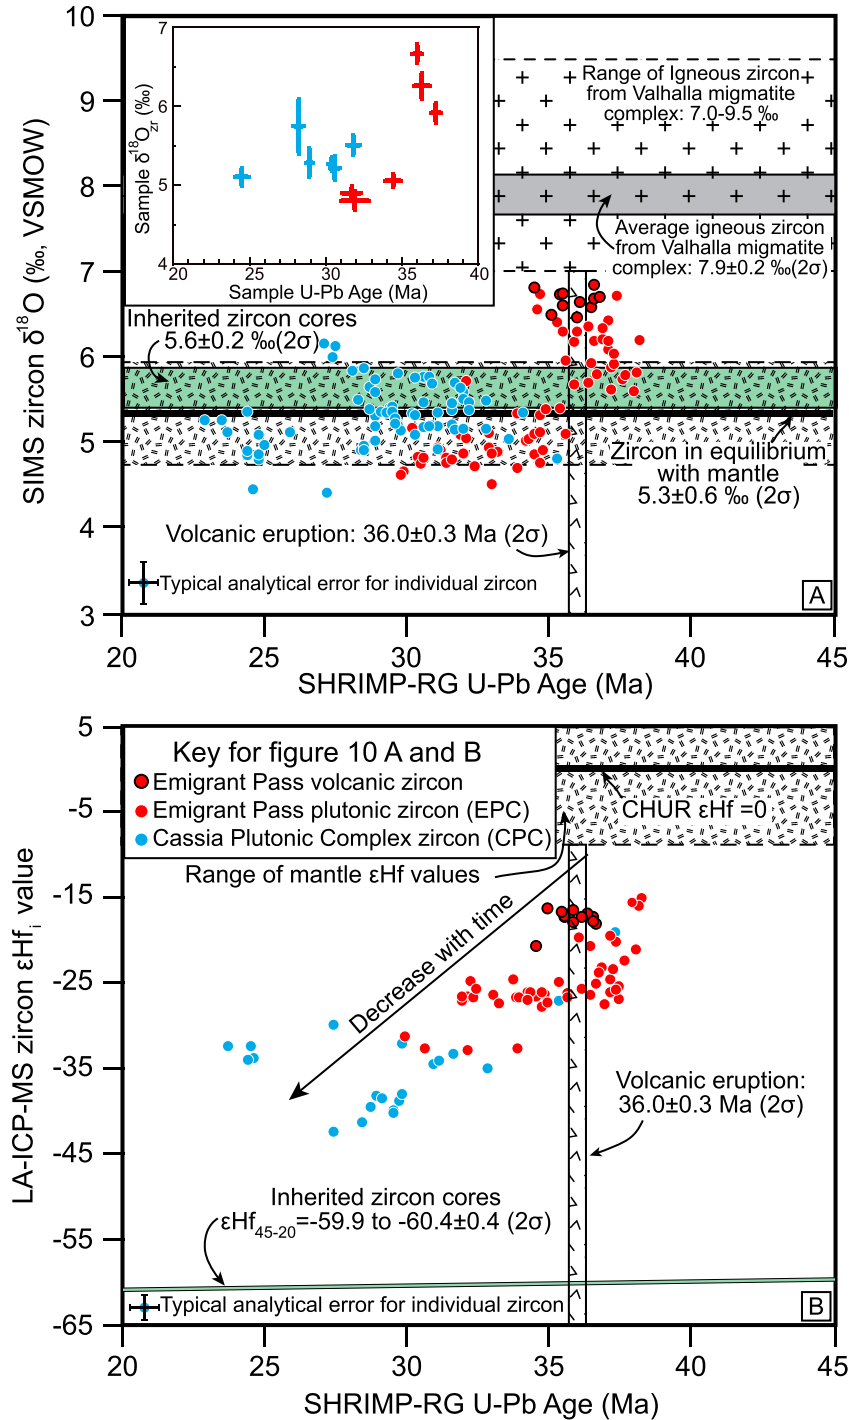 10
9
8
7
6
5
4
3
SIMS zircon δ18O (‰, VSMOW)
7
6
5
4
Sample δ18Ozr (‰)
20
24
28
32
36
40
Sample U-Pb Age (Ma)
Range of Igneous zircon
from Valhalla migmatite
complex: 7.0-9.5 ‰
Average igneous zircon
from Valhalla migmatite
complex: 7.9±0.2 ‰(2σ)
Inherited zircon cores
5.6±0.2 ‰(2σ)
Zircon in equilibrium
with mantle
5.3±0.6 ‰ (2σ)
Volcanic eruption: 36.0±0.3 Ma (2σ)
Typical analytical error for individual zircon
A
20
25
30
35
40
45
SHRIMP-RG U-Pb Age (Ma)
5
-5
-15
-25
-35
-45
-55
-65
LA-ICP-MS zircon εHfi value
Key for figure 10 A and B
Emigrant Pass volcanic zircon
Emigrant Pass plutonic zircon (EPC)
Cassia Plutonic Complex zircon (CPC)
CHUR εHf =0
Range of mantle εHf values
Decrease with time
Volcanic eruption:
36.0±0.3 Ma (2σ)
Inherited zircon cores
εHf45-20=-59.9 to -60.4±0.4 (2σ)
Typical analytical error for individual zircon
B
20
25
30
35
40
45
SHRIMP-RG U-Pb Age (Ma)